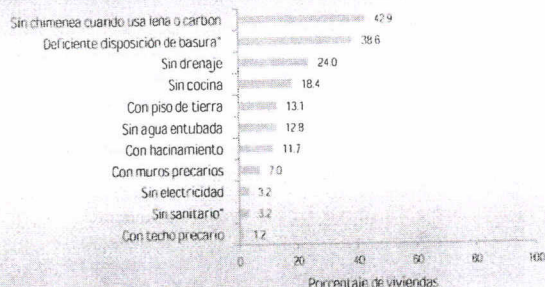 Sin chimenea cuando usa leña o carbón 42.9
Deficiente disposición de basura* 38.6
Sin drenaje 24.0
Sin cocina 18.4
Con piso de tierra 13.1
Sin agua entubada 12.8
Con hacinamiento 11.7
Con muros precarios 7.0
Sin electricidad 3.2
Sin sanitario* 3.2
Con techo precario 1.2
0 20 40 60 80 100
Porcentaje de viviendas